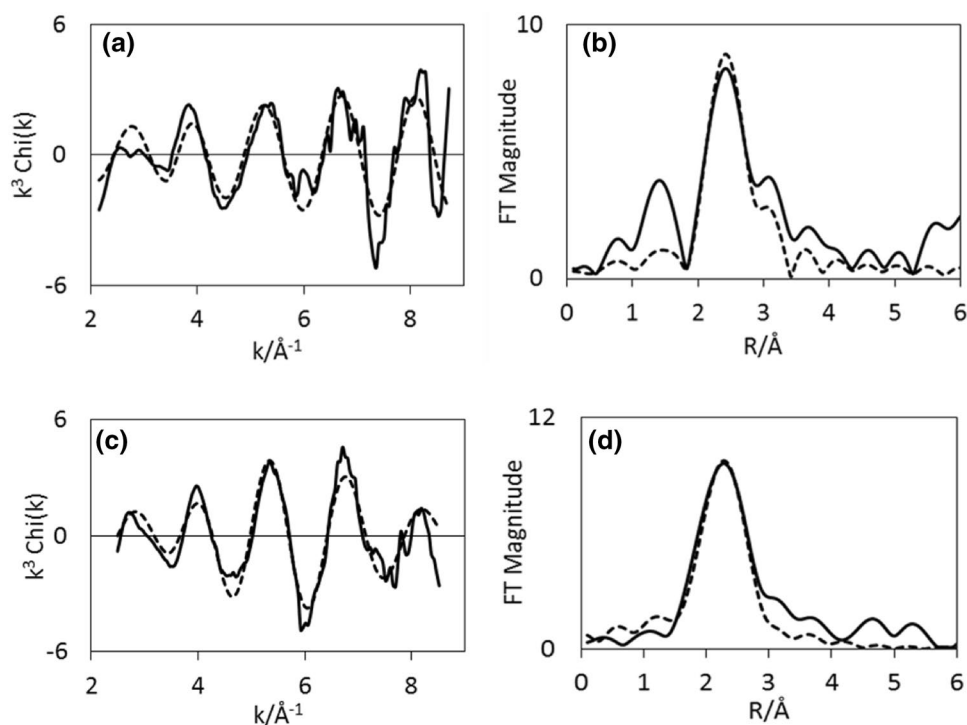 (a)
6
0
-6
k³ Chi(k)
2 4 6 8
k/Å⁻¹
(b)
10
0
FT Magnitude
0 1 2 3 4 5 6
R/Å
(c)
6
0
-6
k³ Chi(k)
2 4 6 8
k/Å⁻¹
(d)
12
0
FT Magnitude
0 1 2 3 4 5 6
R/Å